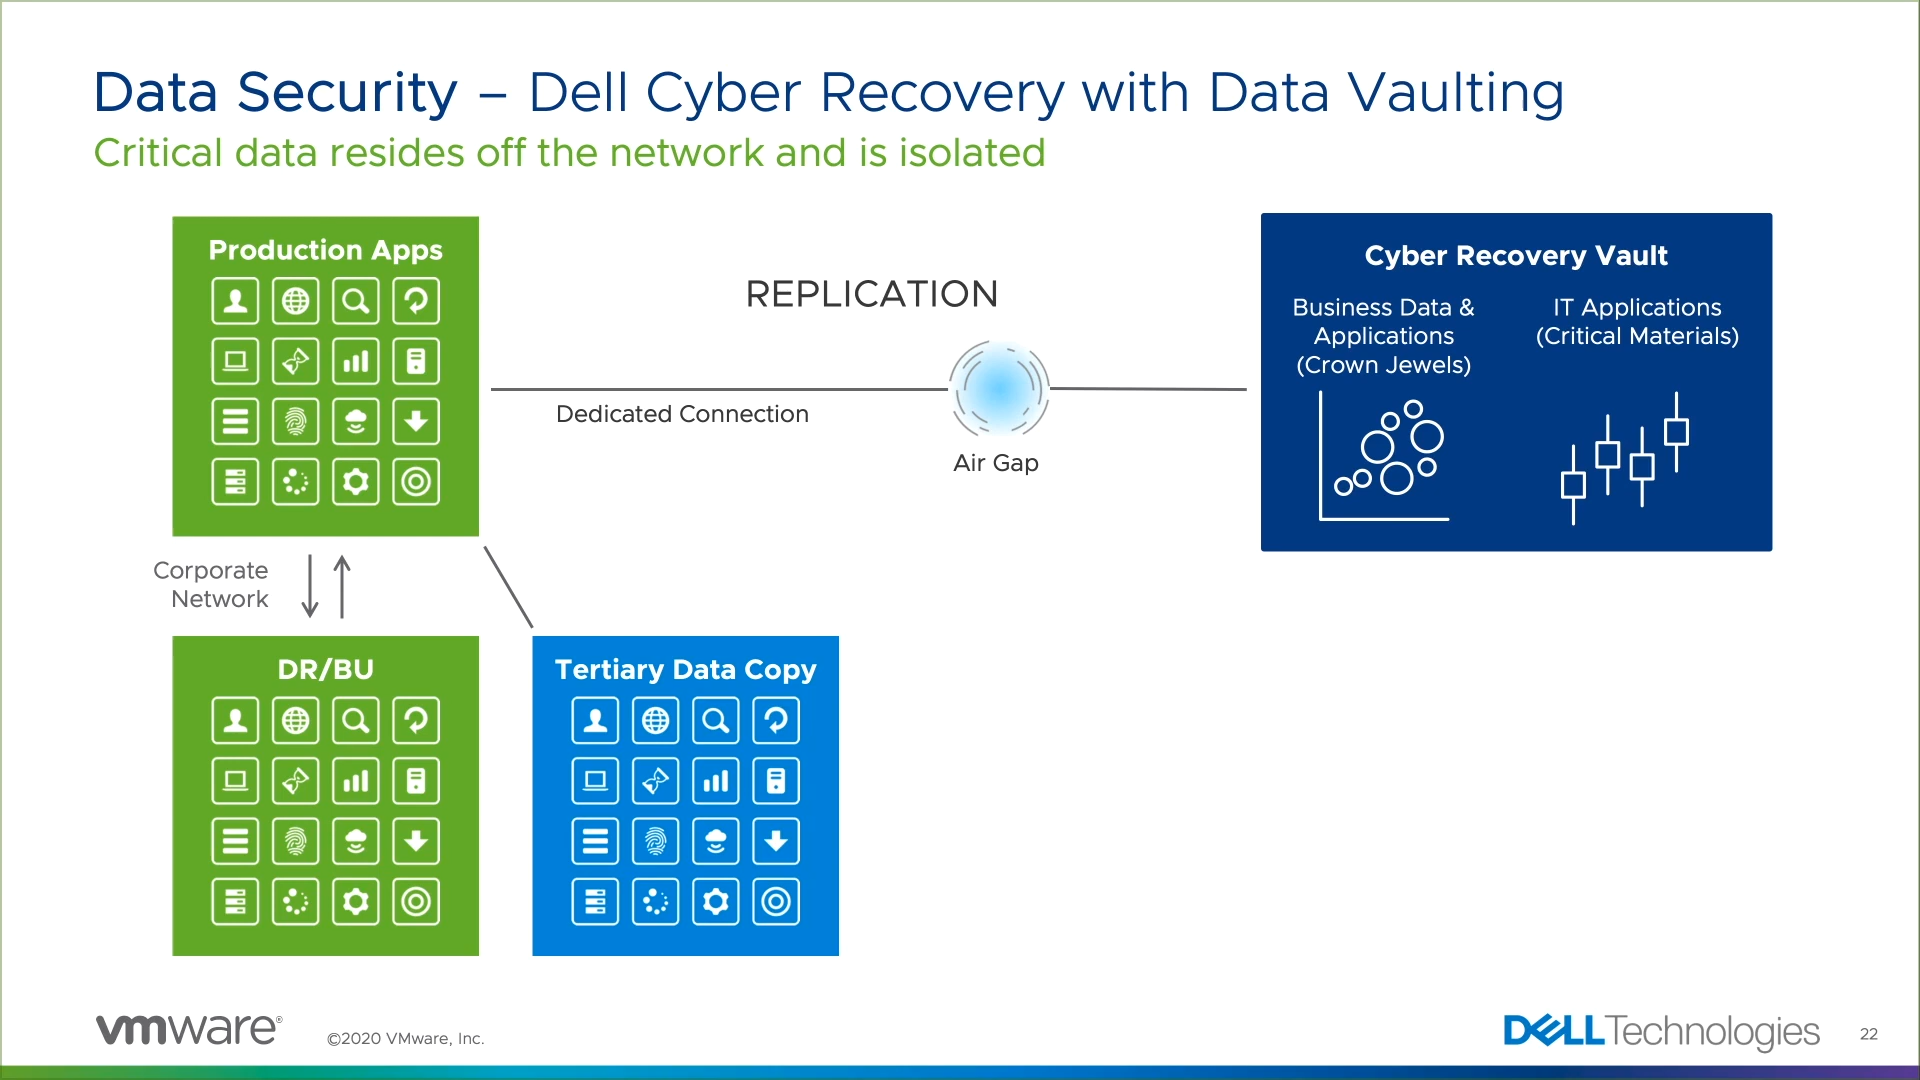 Data Security – Dell Cyber Recovery with Data Vaulting
Critical data resides off the network and is isolated
Production Apps
REPLICATION
Dedicated Connection
Air Gap
Cyber Recovery Vault
Business Data &
Applications
(Crown Jewels)
IT Applications
(Critical Materials)
Corporate
Network
DR/BU
Tertiary Data Copy
vmware®
©2020 VMware, Inc.
DELL Technologies
22